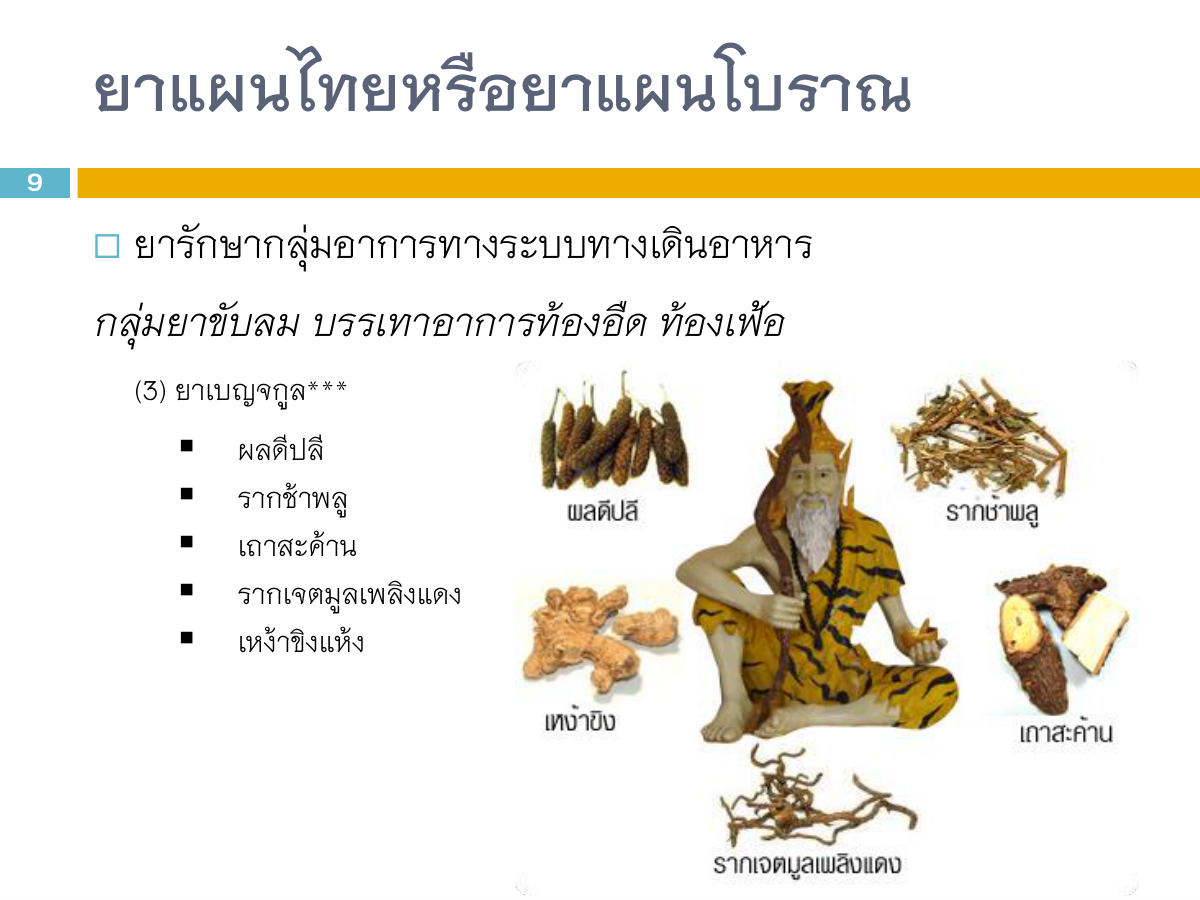 ยาแผนไทยหรือยาแผนโบราณ
9
ยารักษากลุ่มอาการทางระบบทางเดินอาหาร
กลุ่มยาขับลม บรรเทาอาการท้องอืด ท้องเฟ้อ
(3) ยาเบญจกูล***
ผลดีปลี
รากช้าพลู
เถาสะค้าน
รากเจตมูลเพลิงแดง
เหง้าขิงแห้ง
ผลดีปลี
รากช้าพลู
เหง้าขิง
เถาสะค้าน
รากเจตมูลเพลิงแดง